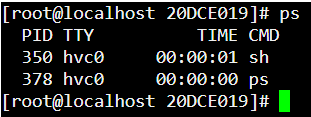 [root@localhost 20DCE019]# ps
  PID TTY          TIME CMD
  350 hvc0     00:00:01 sh
  378 hvc0     00:00:00 ps
[root@localhost 20DCE019]#